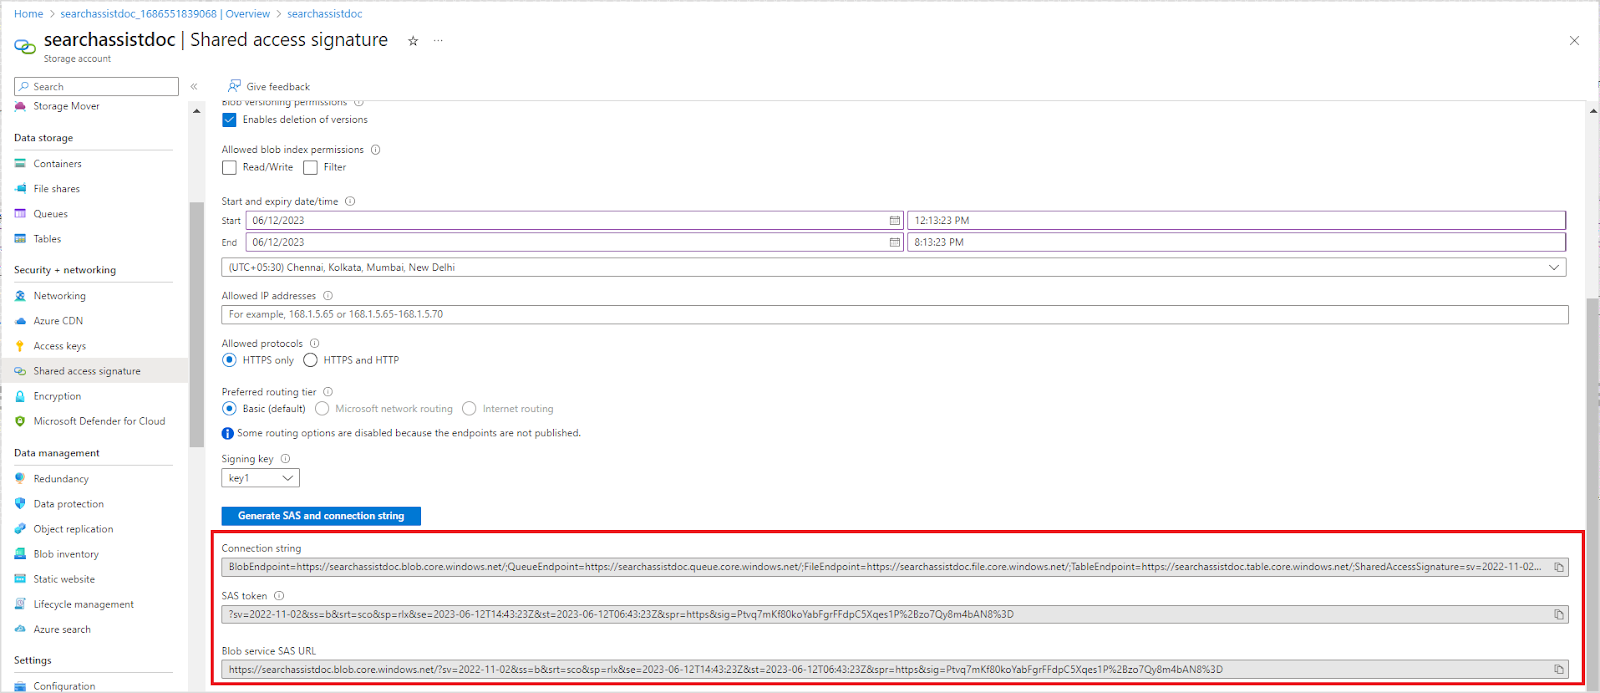 Home > searchassistdoc_1686551839068 | Overview > searchassistdoc
searchassistdoc | Shared access signature ☆ ...
Storage account
Search
«
Give feedback
Storage Mover
Data storage
Containers
File shares
Queues
Tables
Security + networking
Networking
Azure CDN
Access keys
Shared access signature
Encryption
Microsoft Defender for Cloud
Data management
Redundancy
Data protection
Object replication
Blob inventory
Static website
Lifecycle management
Azure search
Settings
Configuration
Blob versioning permissions
Enables deletion of versions
Allowed blob index permissions
Read/Write Filter
Start and expiry date/time
Start 06/12/2023 12:13:23 PM
End 06/12/2023 8:13:23 PM
(UTC+05:30) Chennai, Kolkata, Mumbai, New Delhi
Allowed IP addresses
For example, 168.1.5.65 or 168.1.5.65-168.1.5.70
Allowed protocols
HTTPS only HTTPS and HTTP
Preferred routing tier
Basic (default) Microsoft network routing Internet routing
Some routing options are disabled because the endpoints are not published.
Signing key
key1
Generate SAS and connection string
Connection string
BlobEndpoint=https://searchassistdoc.blob.core.windows.net/;QueueEndpoint=https://searchassistdoc.queue.core.windows.net/;FileEndpoint=https://searchassistdoc.file.core.windows.net/;TableEndpoint=https://searchassistdoc.table.core.windows.net/;SharedAccessSignature=sv=2022-11-02...
SAS token
?sv=2022-11-02&ss=b&srt=sco&sp=rlx&se=2023-06-12T14:43:23Z&st=2023-06-12T06:43:23Z&spr=https&sig=Ptvq7mKf80koYabFgrFFdpC5Xqes1P%2Bzo7Qy8m4bAN8%3D
Blob service SAS URL
https://searchassistdoc.blob.core.windows.net/?sv=2022-11-02&ss=b&srt=sco&sp=rlx&se=2023-06-12T14:43:23Z&st=2023-06-12T06:43:23Z&spr=https&sig=Ptvq7mKf80koYabFgrFFdpC5Xqes1P%2Bzo7Qy8m4bAN8%3D